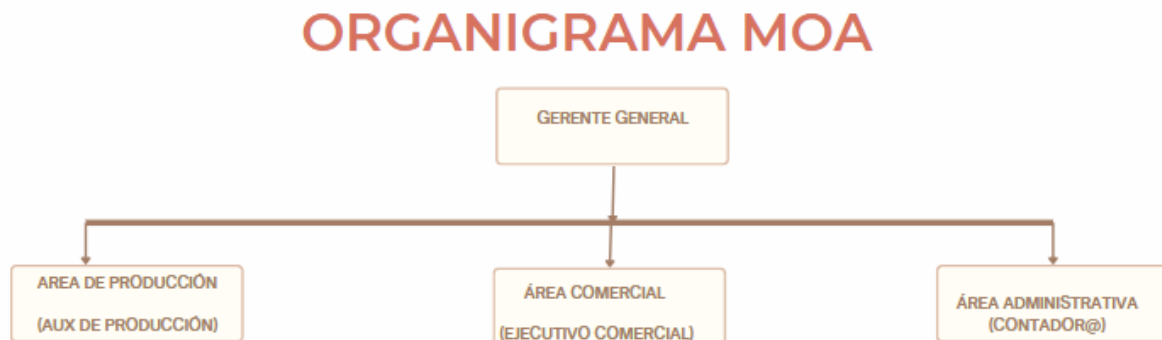 ORGANIGRAMA MOA
GERENTE GENERAL
AREA DE PRODUCCIÓN
(AUX DE PRODUCCIÓN)
ÁREA COMERCIAL
(EJECUTIVO COMERCIAL)
ÁREA ADMINISTRATIVA
(CONTADOR@)